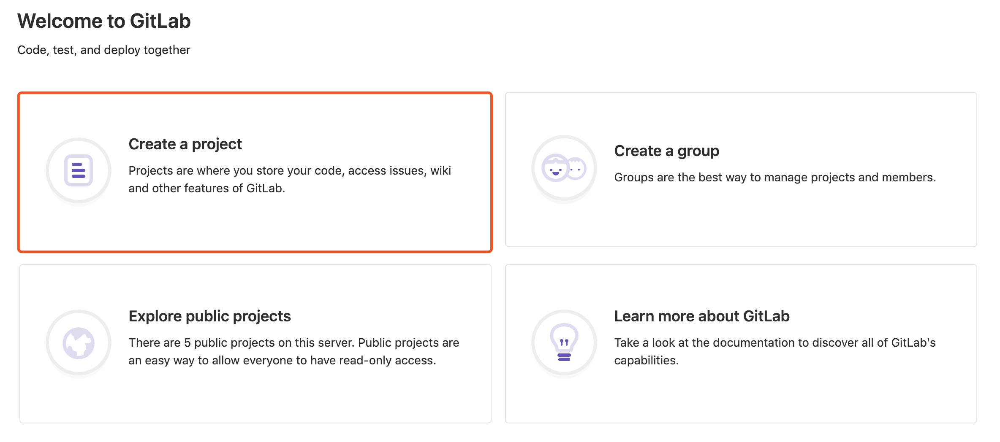 Welcome to GitLab
Code, test, and deploy together
Create a project
Projects are where you store your code, access issues, wiki
and other features of GitLab.
Create a group
Groups are the best way to manage projects and members.
Explore public projects
There are 5 public projects on this server. Public projects are
an easy way to allow everyone to have read-only access.
Learn more about GitLab
Take a look at the documentation to discover all of GitLab's
capabilities.